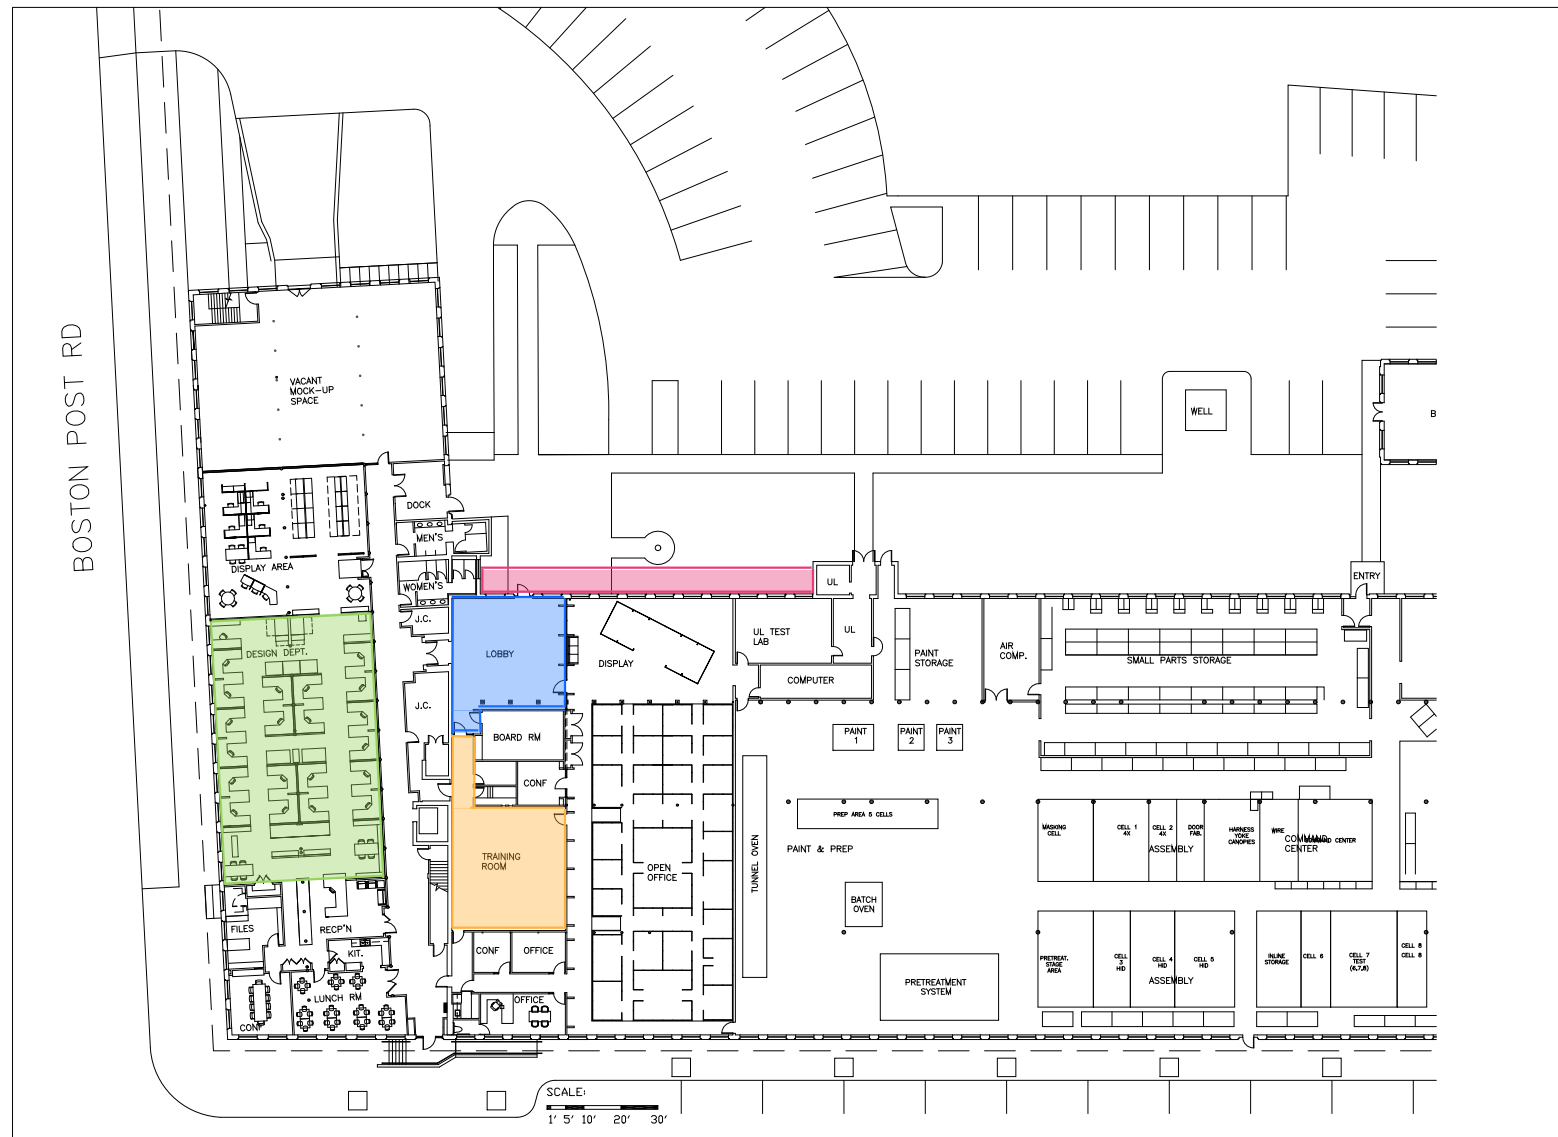 BOSTON POST RD
VACANT
MOCK-UP
SPACE
WELL
B
DOCK
MEN'S
DISPLAY AREA
WOMEN'S
UL
ENTRY
J.C.
DESIGN DEPT.
LOBBY
DISPLAY
UL TEST
LAB
UL
PAINT
STORAGE
AIR
COMP.
SMALL PARTS STORAGE
COMPUTER
J.C.
BOARD RM
PAINT
1
PAINT
2
PAINT
3
CONF
TUNNEL OVEN
PREP AREA 5 CELLS
PAINT & PREP
MASKING
CELL
CELL 1
4X
CELL 2
4X
DOOR
FAB.
HARNESS
YOKE
CANOPIES
WIRE
COMMAND CENTER
COMMAND
CENTER
ASSEMBLY
TRAINING
ROOM
OPEN
OFFICE
BATCH
OVEN
FILES
RECP'N
KIT.
CONF
OFFICE
PRETREAT.
STAGE
AREA
CELL
3
HID
CELL 4
HID
CELL 5
HID
INLINE
STORAGE
CELL 6
CELL 7
TEST
(6,7,8)
CELL 8
CELL 8
ASSEMBLY
PRETREATMENT
SYSTEM
LUNCH RM
OFFICE
CONF
SCALE:
1' 5' 10' 20' 30'